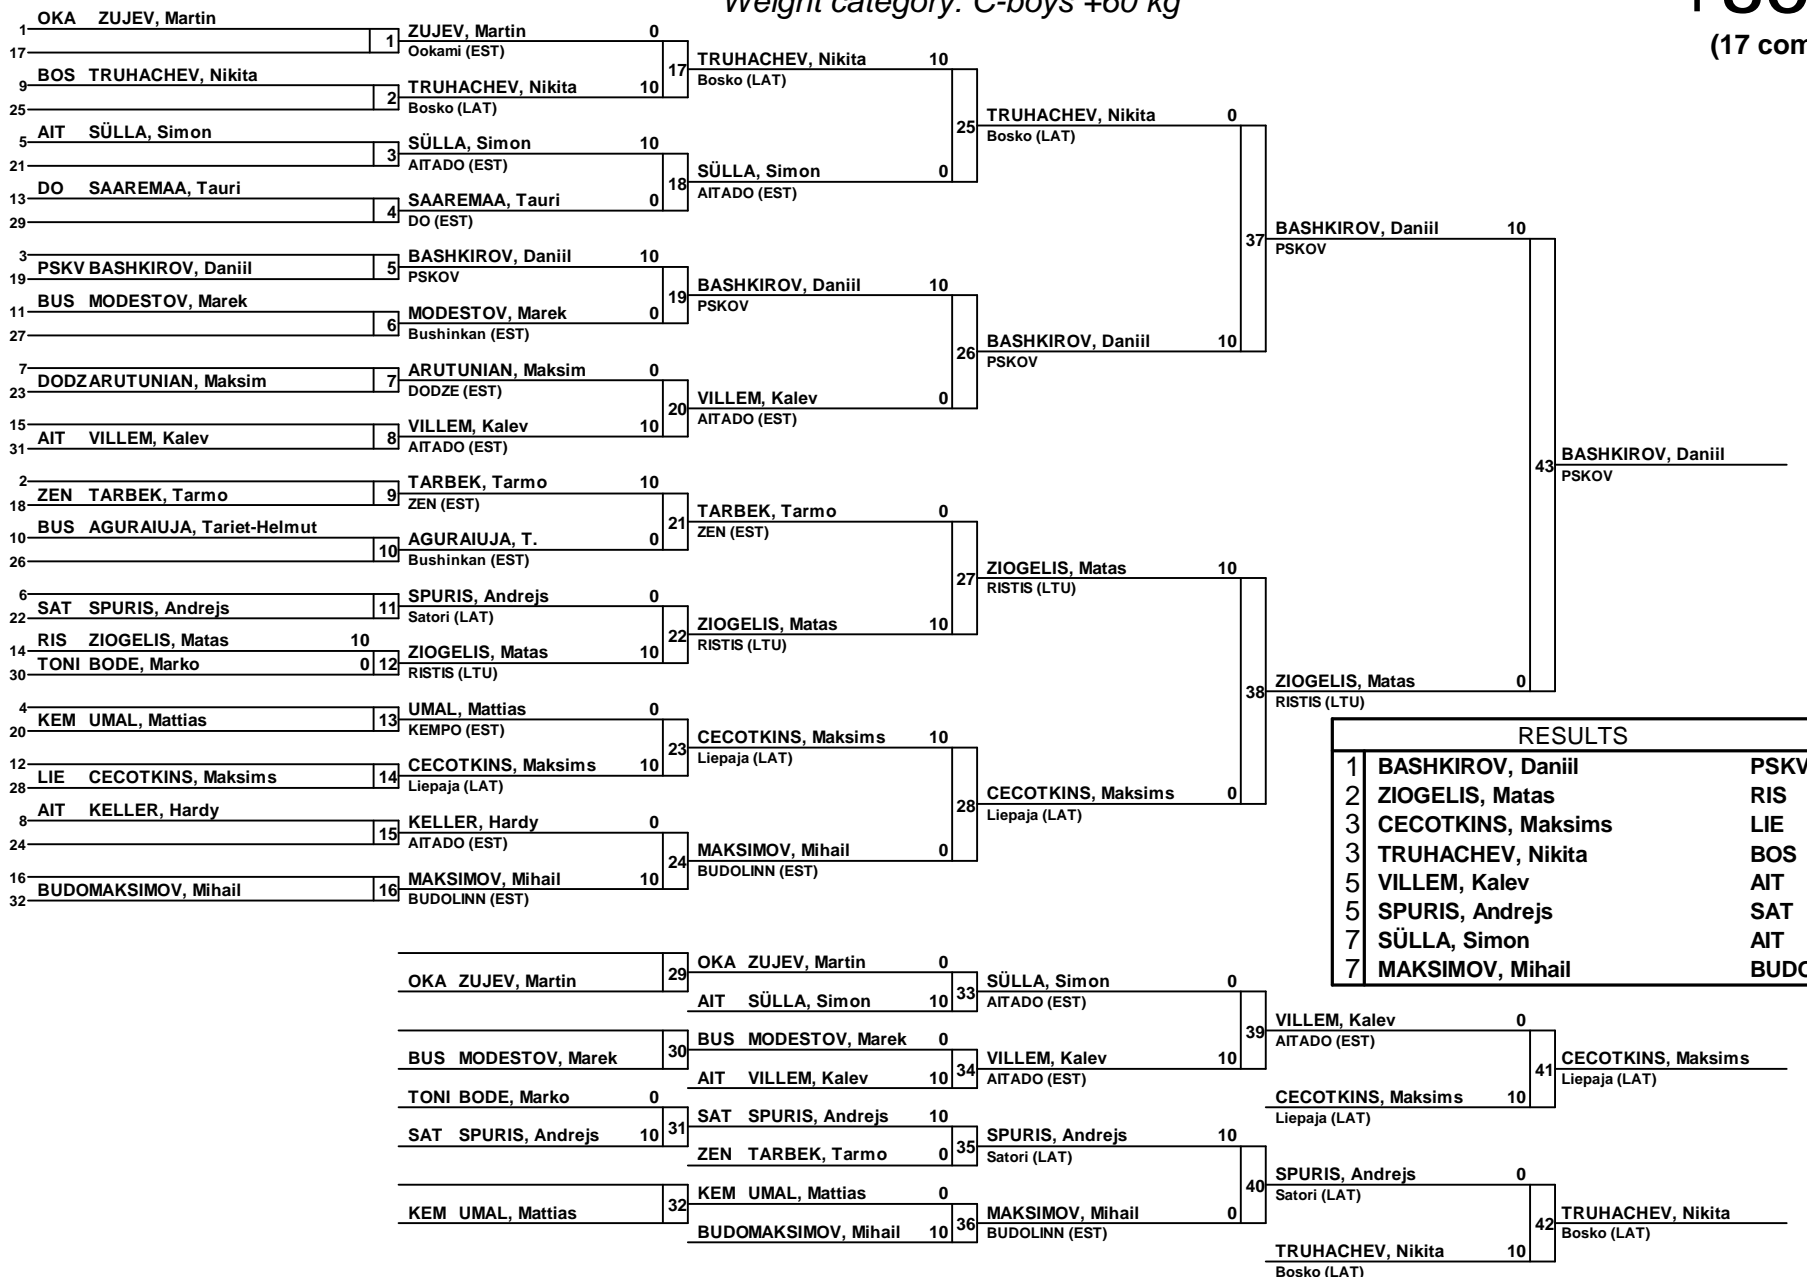 Weight category: C-boys +60 kg
(17 com
OKA ZUJEV, Martin
1
17
1
ZUJEV, Martin 0
Ookami (EST)
BOS TRUHACHEV, Nikita
9
25
2
TRUHACHEV, Nikita 10
Bosko (LAT)
17
TRUHACHEV, Nikita 10
Bosko (LAT)
AIT SÜLLA, Simon
5
21
3
SÜLLA, Simon 10
AITADO (EST)
DO SAAREMAA, Tauri
13
29
4
SAAREMAA, Tauri 0
DO (EST)
18
SÜLLA, Simon 0
AITADO (EST)
25
TRUHACHEV, Nikita 0
Bosko (LAT)
3
PSKV BASHKIROV, Daniil
19
5
BASHKIROV, Daniil 10
PSKOV
BUS MODESTOV, Marek
11
27
6
MODESTOV, Marek 0
Bushinkan (EST)
19
BASHKIROV, Daniil 10
PSKOV
7
DODZARUTUNIAN, Maksim
23
7
ARUTUNIAN, Maksim 0
DODZE (EST)
15
AIT VILLEM, Kalev
31
8
VILLEM, Kalev 10
AITADO (EST)
20
VILLEM, Kalev 0
AITADO (EST)
26
BASHKIROV, Daniil 10
PSKOV
37
BASHKIROV, Daniil 10
PSKOV
2
ZEN TARBEK, Tarmo
18
9
TARBEK, Tarmo 10
ZEN (EST)
BUS AGURAIUJA, Tariet-Helmut
10
26
10
AGURAIUJA, T. 0
Bushinkan (EST)
21
TARBEK, Tarmo 0
ZEN (EST)
6
SAT SPURIS, Andrejs
22
11
SPURIS, Andrejs 0
Satori (LAT)
RIS ZIOGELIS, Matas 10
14
TONI BODE, Marko 0
30
12
ZIOGELIS, Matas 10
RISTIS (LTU)
22
ZIOGELIS, Matas 10
RISTIS (LTU)
27
ZIOGELIS, Matas 10
RISTIS (LTU)
4
KEM UMAL, Mattias
20
13
UMAL, Mattias 0
KEMPO (EST)
12
LIE CECOTKINS, Maksims
28
14
CECOTKINS, Maksims 10
Liepaja (LAT)
23
CECOTKINS, Maksims 10
Liepaja (LAT)
AIT KELLER, Hardy
8
24
15
KELLER, Hardy 0
AITADO (EST)
16
BUDOMAKSIMOV, Mihail
32
16
MAKSIMOV, Mihail 10
BUDOLINN (EST)
24
MAKSIMOV, Mihail 0
BUDOLINN (EST)
28
CECOTKINS, Maksims 0
Liepaja (LAT)
38
ZIOGELIS, Matas 0
RISTIS (LTU)
43
BASHKIROV, Daniil
PSKOV
RESULTS
1 BASHKIROV, Daniil PSKV
2 ZIOGELIS, Matas RIS
3 CECOTKINS, Maksims LIE
3 TRUHACHEV, Nikita BOS
5 VILLEM, Kalev AIT
5 SPURIS, Andrejs SAT
7 SÜLLA, Simon AIT
7 MAKSIMOV, Mihail BUDO
OKA ZUJEV, Martin
29
OKA ZUJEV, Martin 0
AIT SÜLLA, Simon 10
33
SÜLLA, Simon 0
AITADO (EST)
BUS MODESTOV, Marek
30
BUS MODESTOV, Marek 0
AIT VILLEM, Kalev 10
34
VILLEM, Kalev 10
AITADO (EST)
39
VILLEM, Kalev 0
AITADO (EST)
CECOTKINS, Maksims 10
Liepaja (LAT)
41
CECOTKINS, Maksims
Liepaja (LAT)
TONI BODE, Marko 0
SAT SPURIS, Andrejs 10
31
SAT SPURIS, Andrejs 10
ZEN TARBEK, Tarmo 0
35
SPURIS, Andrejs 10
Satori (LAT)
KEM UMAL, Mattias
32
KEM UMAL, Mattias 0
BUDOMAKSIMOV, Mihail 10
36
MAKSIMOV, Mihail 0
BUDOLINN (EST)
40
SPURIS, Andrejs 0
Satori (LAT)
TRUHACHEV, Nikita 10
Bosko (LAT)
42
TRUHACHEV, Nikita
Bosko (LAT)